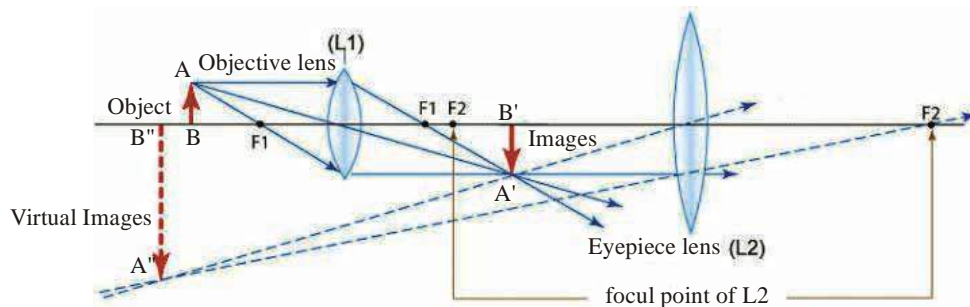 (L1)
A Objective lens
Object F1 F2 B' F2
B" B F1 Images
Virtual Images A'
Eyepiece lens (L2)
A"
focul point of L2